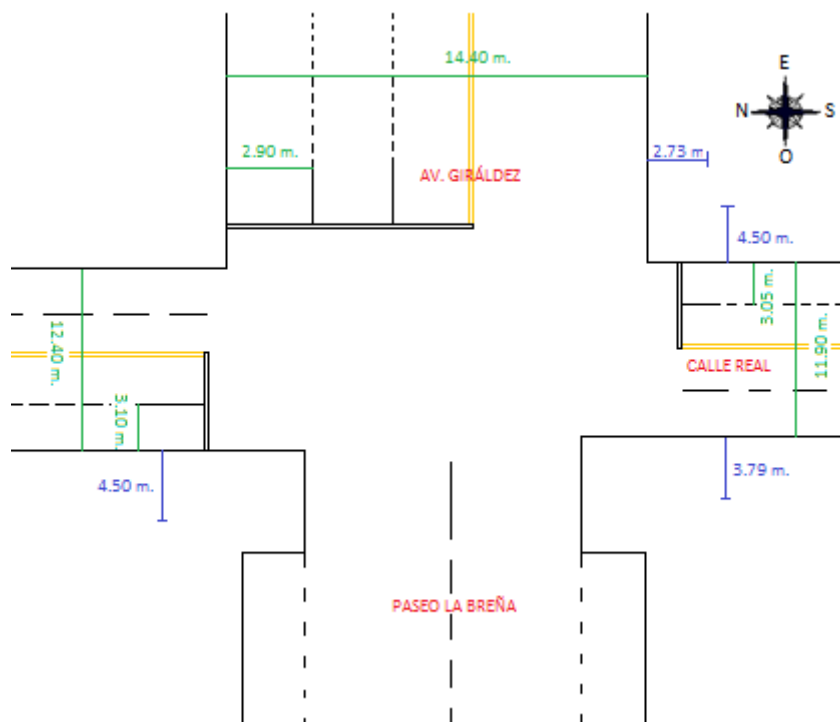 14.40 m.
E
N
S
O
2.90 m.
2.73 m
AV. GIRÁLDEZ
4.50 m.
3.05 m.
12.40 m.
11.90 m.
CALLE REAL
3.10 m.
4.50 m.
3.79 m.
PASEO LA BREÑA